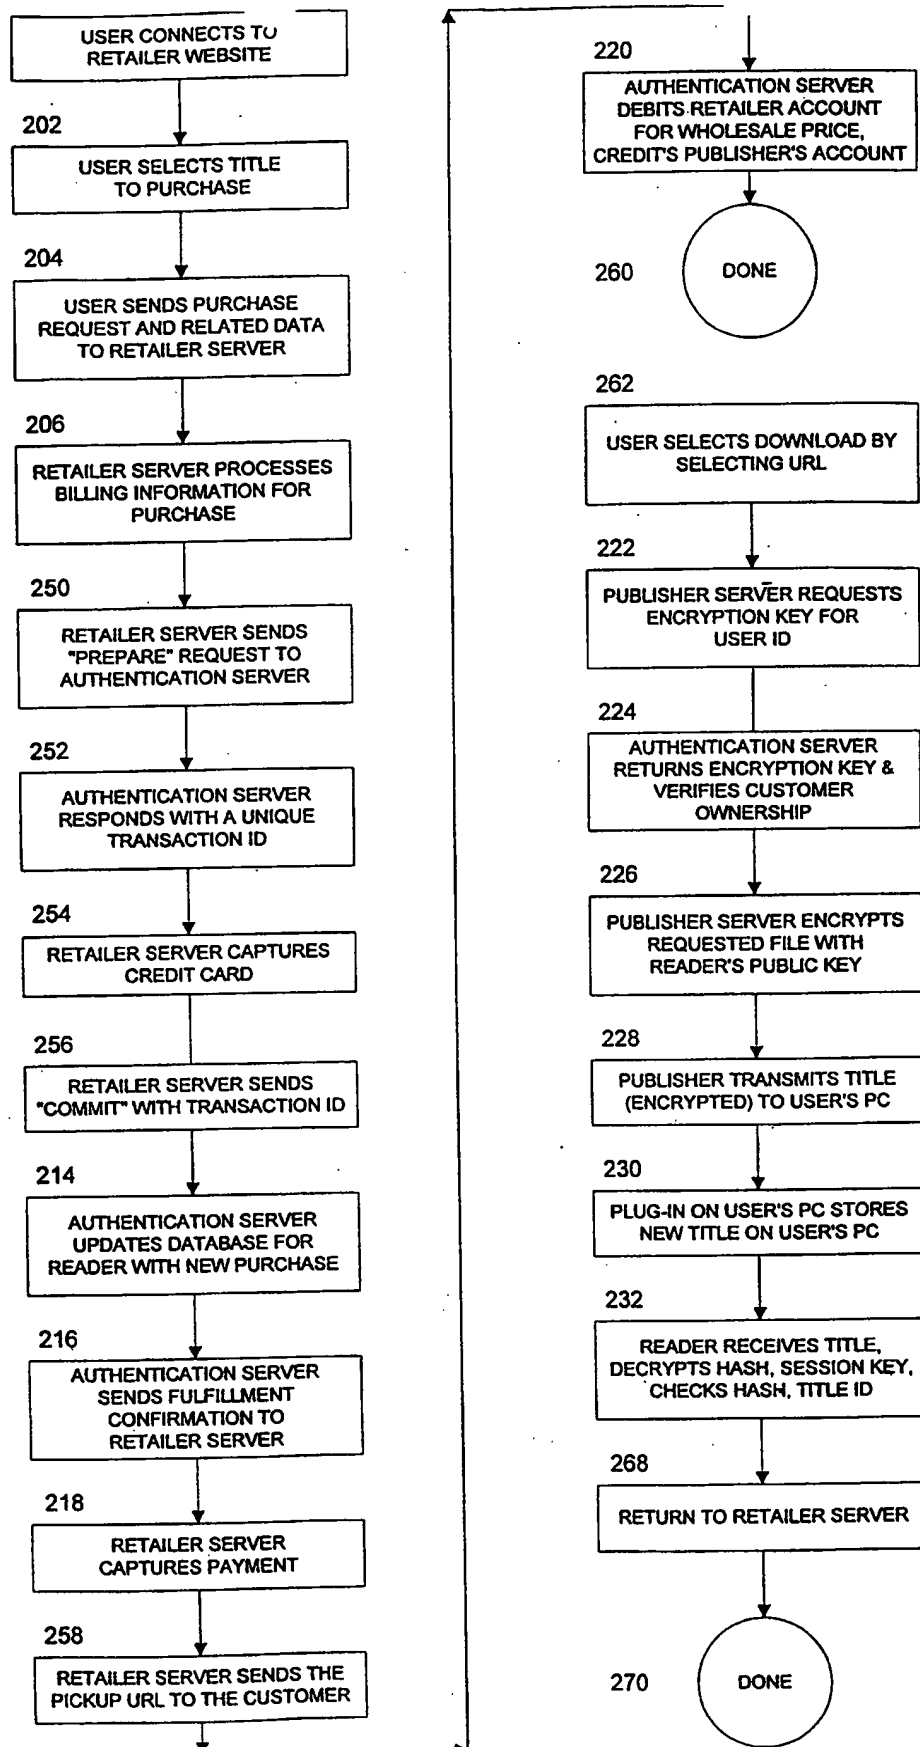 USER CONNECTS TO
RETAILER WEBSITE
202
USER SELECTS TITLE
TO PURCHASE
204
USER SENDS PURCHASE
REQUEST AND RELATED DATA
TO RETAILER SERVER
206
RETAILER SERVER PROCESSES
BILLING INFORMATION FOR
PURCHASE
250
RETAILER SERVER SENDS
"PREPARE" REQUEST TO
AUTHENTICATION SERVER
252
AUTHENTICATION SERVER
RESPONDS WITH A UNIQUE
TRANSACTION ID
254
RETAILER SERVER CAPTURES
CREDIT CARD
256
RETAILER SERVER SENDS
"COMMIT" WITH TRANSACTION ID
214
AUTHENTICATION SERVER
UPDATES DATABASE FOR
READER WITH NEW PURCHASE
216
AUTHENTICATION SERVER
SENDS FULFILLMENT
CONFIRMATION TO
RETAILER SERVER
218
RETAILER SERVER
CAPTURES PAYMENT
258
RETAILER SERVER SENDS THE
PICKUP URL TO THE CUSTOMER
220
AUTHENTICATION SERVER
DEBITS RETAILER ACCOUNT
FOR WHOLESALE PRICE,
CREDIT'S PUBLISHER'S ACCOUNT
260
DONE
262
USER SELECTS DOWNLOAD BY
SELECTING URL
222
PUBLISHER SERVER REQUESTS
ENCRYPTION KEY FOR
USER ID
224
AUTHENTICATION SERVER
RETURNS ENCRYPTION KEY &
VERIFIES CUSTOMER
OWNERSHIP
226
PUBLISHER SERVER ENCRYPTS
REQUESTED FILE WITH
READER'S PUBLIC KEY
228
PUBLISHER TRANSMITS TITLE
(ENCRYPTED) TO USER'S PC
230
PLUG-IN ON USER'S PC STORES
NEW TITLE ON USER'S PC
232
READER RECEIVES TITLE,
DECRYPTS HASH, SESSION KEY,
CHECKS HASH, TITLE ID
268
RETURN TO RETAILER SERVER
270
DONE